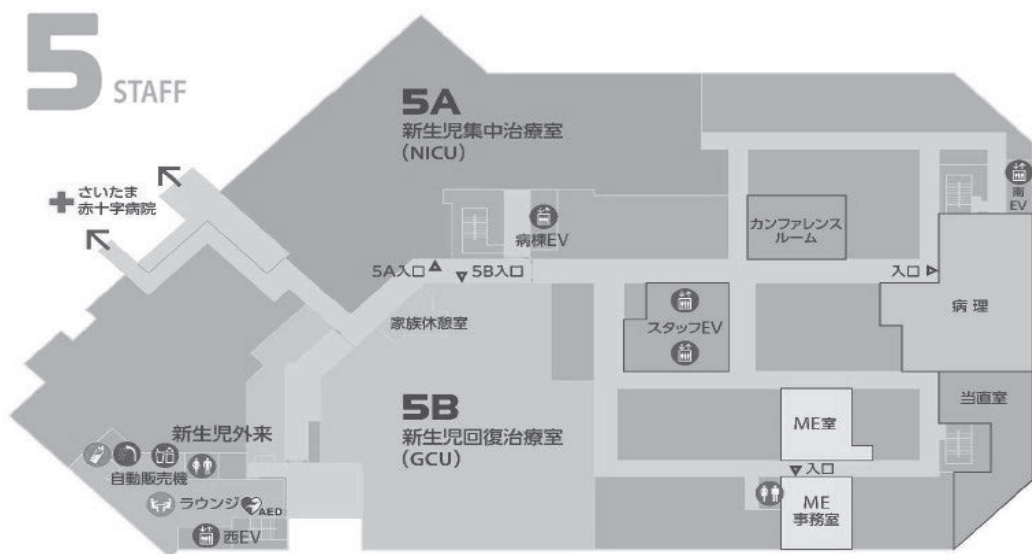 5
STAFF
5A
新生児集中治療室
(NICU)
さいたま
赤十字病院
南
EV
カンファレンス
ルーム
病棟EV
5A入口
5B入口
入口
病理
家族休憩室
スタッフEV
5B
新生児回復治療室
(GCU)
当直室
ME室
新生児外来
自動販売機
入口
ラウンジ
AED
ME
事務室
西EV